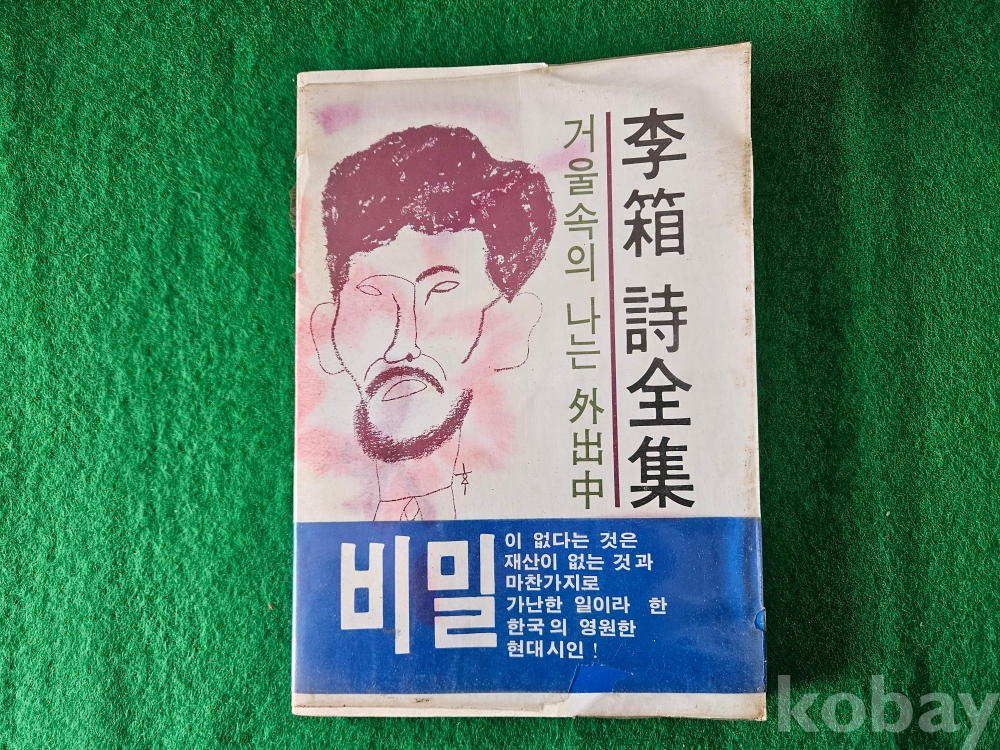 李箱 詩全集
거울속의 나는 外出中
비밀
이 없다는 것은
재산이 없는 것과
마찬가지로
가난한 일이라 한
한국의 영원한
현대시인!
kobay